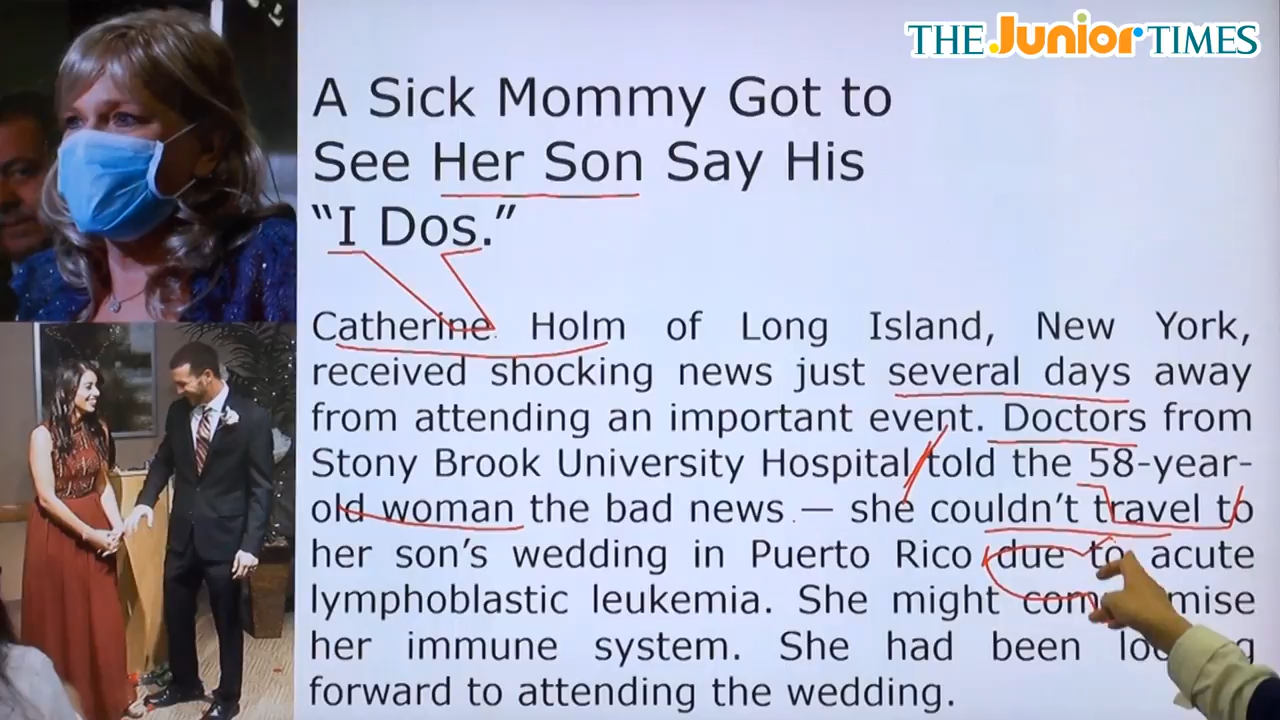 THE Junior TIMES
A Sick Mommy Got to
See Her Son Say His
“I Dos.”
Catherine Holm of Long Island, New York,
received shocking news just several days away
from attending an important event. Doctors from
Stony Brook University Hospital told the 58-year-
old woman the bad news — she couldn’t travel to
her son’s wedding in Puerto Rico due to acute
lymphoblastic leukemia. She might
her immune system. She had been
forward to attending the wedding.